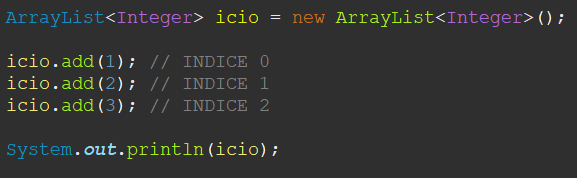 ArrayList<Integer> icio = new ArrayList<Integer>();
icio.add(1); // INDICE 0
icio.add(2); // INDICE 1
icio.add(3); // INDICE 2
System.out.println(icio);